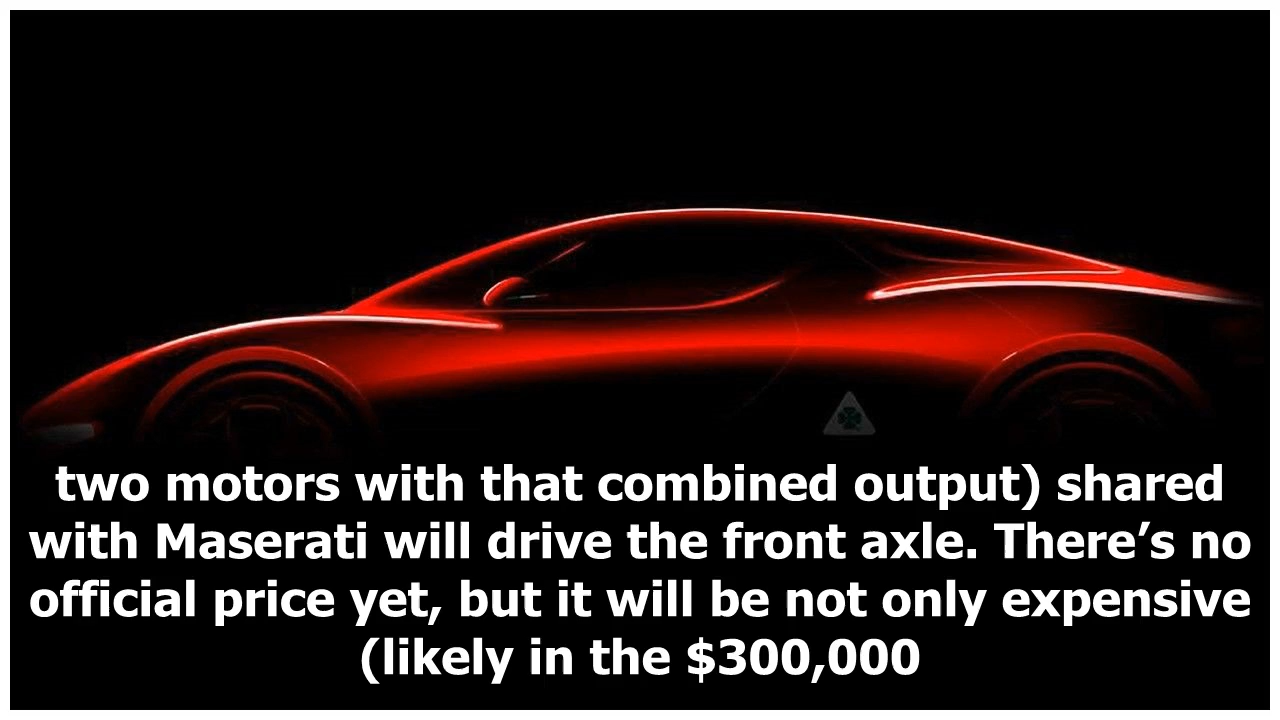 two motors with that combined output) shared
with Maserati will drive the front axle. There’s no
official price yet, but it will be not only expensive
(likely in the $300,000